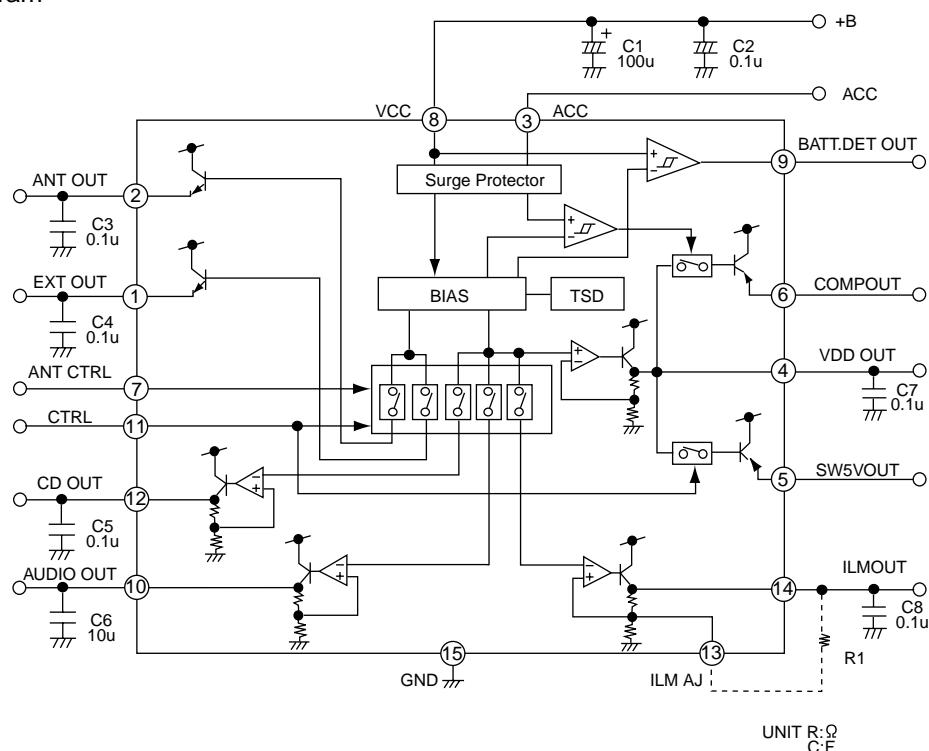 ram
+B
+
C1
100u
C2
0.1u
ACC
VCC
8
3
ACC
BATT.DET OUT
9
+
−
Surge Protector
ANT OUT
2
C3
0.1u
+
−
EXT OUT
1
C4
0.1u
BIAS
TSD
6
COMPOUT
ANT CTRL
7
+
−
VDD OUT
4
C7
0.1u
CTRL
11
CD OUT
12
−
+
C5
0.1u
5
SW5VOUT
AUDIO OUT
10
−
+
C6
10u
−
+
14
ILMOUT
C8
0.1u
R1
15
GND
13
ILM AJ
UNIT R:Ω
C:F